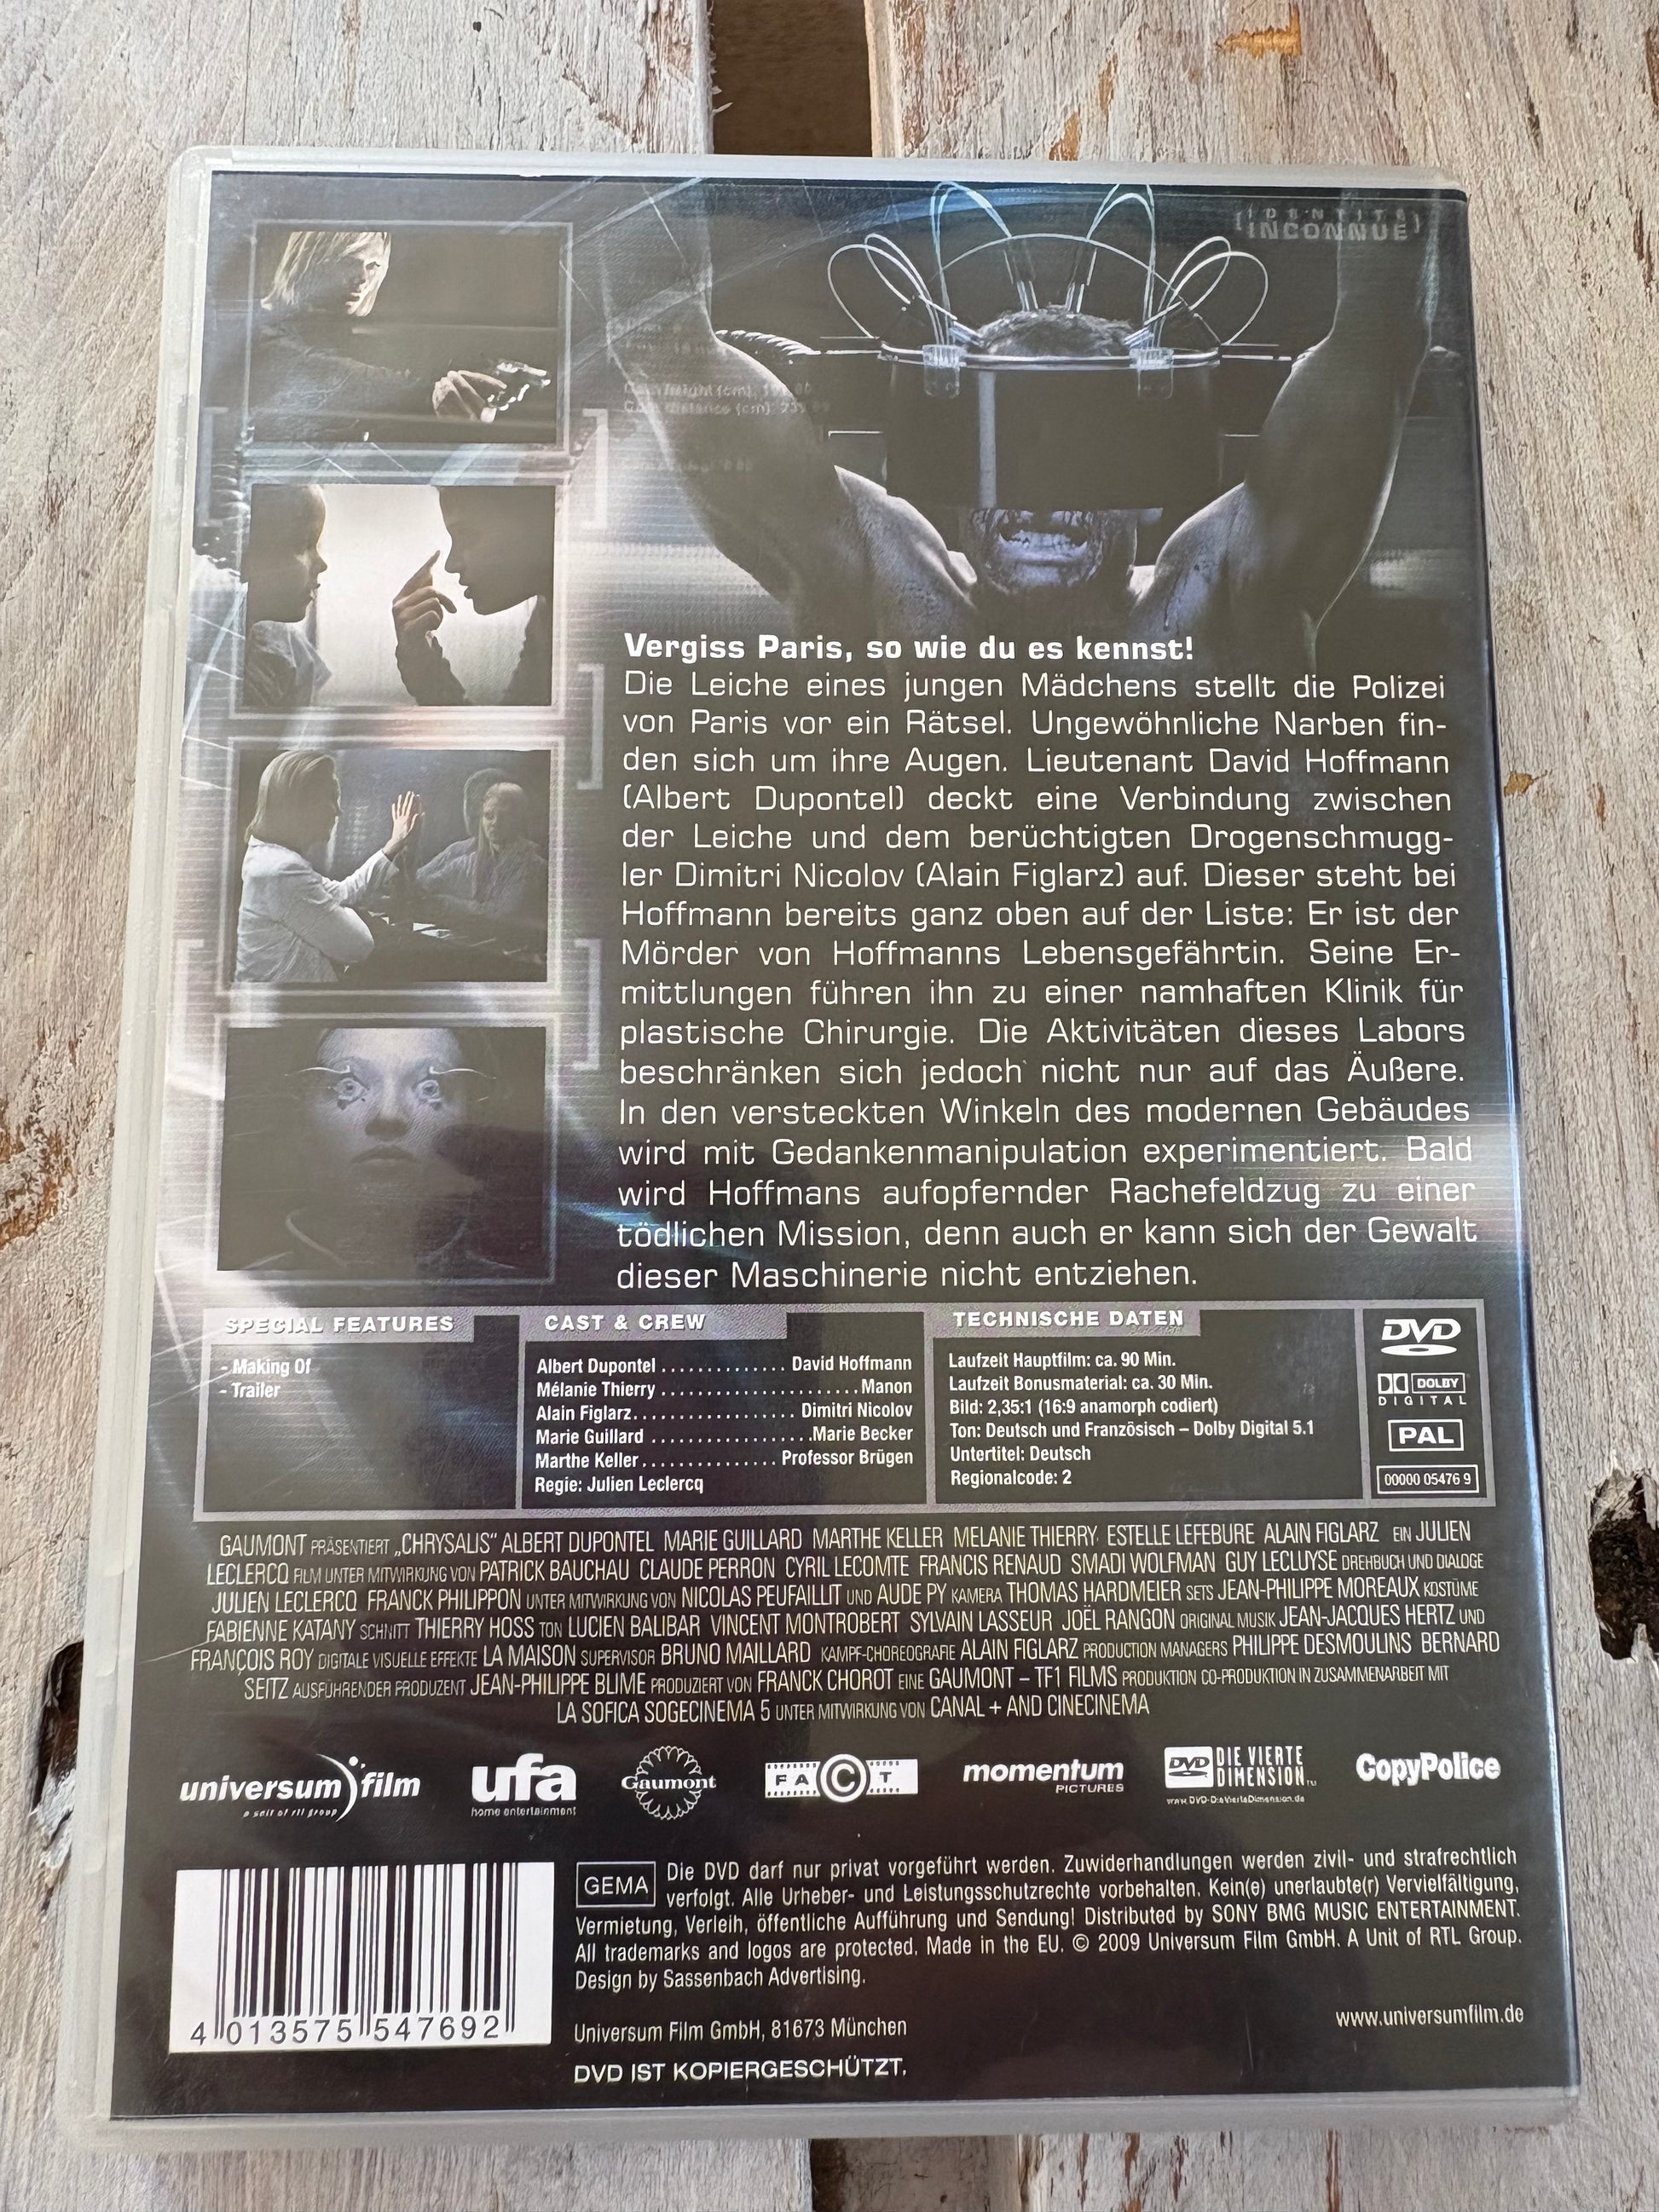 IDENTITE
INCONNUE
Vergiss Paris, so wie du es kennst!
Die Leiche eines jungen Mädchens stellt die Polizei
von Paris vor ein Rätsel. Ungewöhnliche Narben fin-
den sich um ihre Augen. Lieutenant David Hoffmann
(Albert Dupontel) deckt eine Verbindung zwischen
der Leiche und dem berüchtigten Drogenschmugg-
ler Dimitri Nicolov (Alain Figlarz) auf. Dieser steht bei
Hoffmann bereits ganz oben auf der Liste: Er ist der
Mörder von Hoffmanns Lebensgefährtin. Seine Er-
mittlungen führen ihn zu einer namhaften Klinik für
plastische Chirurgie. Die Aktivitäten dieses Labors
beschränken sich jedoch nicht nur auf das Äußere.
In den versteckten Winkeln des modernen Gebäudes
wird mit Gedankenmanipulation experimentiert. Bald
wird Hoffmans aufopfernder Rachefeldzug zu einer
tödlichen Mission, denn auch er kann sich der Gewalt
dieser Maschinerie nicht entziehen.
SPECIAL FEATURES
- Making Of
- Trailer
CAST & CREW
Albert Dupontel .............. David Hoffmann
Mélanie Thierry ...................... Manon
Alain Figlarz.................. Dimitri Nicolov
Marie Guillard ..................Marie Becker
Marthe Keller ............... Professor Brügen
Regie: Julien Leclercq
TECHNISCHE DATEN
Laufzeit Hauptfilm: ca. 90 Min.
Laufzeit Bonusmaterial: ca. 30 Min.
Bild: 2,35:1 (16:9 anamorph codiert)
Ton: Deutsch und Französisch – Dolby Digital 5.1
Untertitel: Deutsch
Regionalcode: 2
DVD
DOLBY
DIGITAL
PAL
00000 05476 9
GAUMONT PRÄSENTIERT „CHRYSALIS“ ALBERT DUPONTEL MARIE GUILLARD MARTHE KELLER MELANIE THIERRY ESTELLE LEFEBURE ALAIN FIGLARZ EIN JULIEN
LECLERCQ FILM UNTER MITWIRKUNG VON PATRICK BAUCHAU CLAUDE PERRON CYRIL LECOMTE FRANCIS RENAUD SMADI WOLFMAN GUY LECLUYSE DREHBUCH UND DIALOGE
JULIEN LECLERCQ FRANCK PHILIPPON UNTER MITWIRKUNG VON NICOLAS PEUFAILLIT UND AUDE PY KAMERA THOMAS HARDMEIER SETS JEAN-PHILIPPE MOREAUX KOSTÜME
FABIENNE KATANY SCHNITT THIERRY HOSS TON LUCIEN BALIBAR VINCENT MONTROBERT SYLVAIN LASSEUR JOËL RANGON ORIGINAL MUSIK JEAN-JACQUES HERTZ UND
FRANÇOIS ROY DIGITALE VISUELLE EFFEKTE LA MAISON SUPERVISOR BRUNO MAILLARD KAMPF-CHOREOGRAFIE ALAIN FIGLARZ PRODUCTION MANAGERS PHILIPPE DESMOULINS BERNARD
SEITZ AUSFÜHRENDER PRODUZENT JEAN-PHILIPPE BLIME PRODUZIERT VON FRANCK CHOROT EINE GAUMONT – TF1 FILMS PRODUKTION CO-PRODUKTION IN ZUSAMMENARBEIT MIT
LA SOFICA SOGECINEMA 5 UNTER MITWIRKUNG VON CANAL + AND CINECINEMA
universum film
a unit of rtl group
ufa
home entertainment
Gaumont
FACT
momentum
PICTURES
DVD DIE VIERTE
DIMENSION TM
www.DVD-DieVierteDimension.de
CopyPolice
GEMA
Die DVD darf nur privat vorgeführt werden. Zuwiderhandlungen werden zivil- und strafrechtlich
verfolgt. Alle Urheber- und Leistungsschutzrechte vorbehalten. Kein(e) unerlaubte(r) Vervielfältigung,
Vermietung, Verleih, öffentliche Aufführung und Sendung! Distributed by SONY BMG MUSIC ENTERTAINMENT.
All trademarks and logos are protected. Made in the EU. © 2009 Universum Film GmbH. A Unit of RTL Group.
Design by Sassenbach Advertising.
4 013575 547692
Universum Film GmbH, 81673 München
www.universumfilm.de
DVD IST KOPIERGESCHÜTZT.